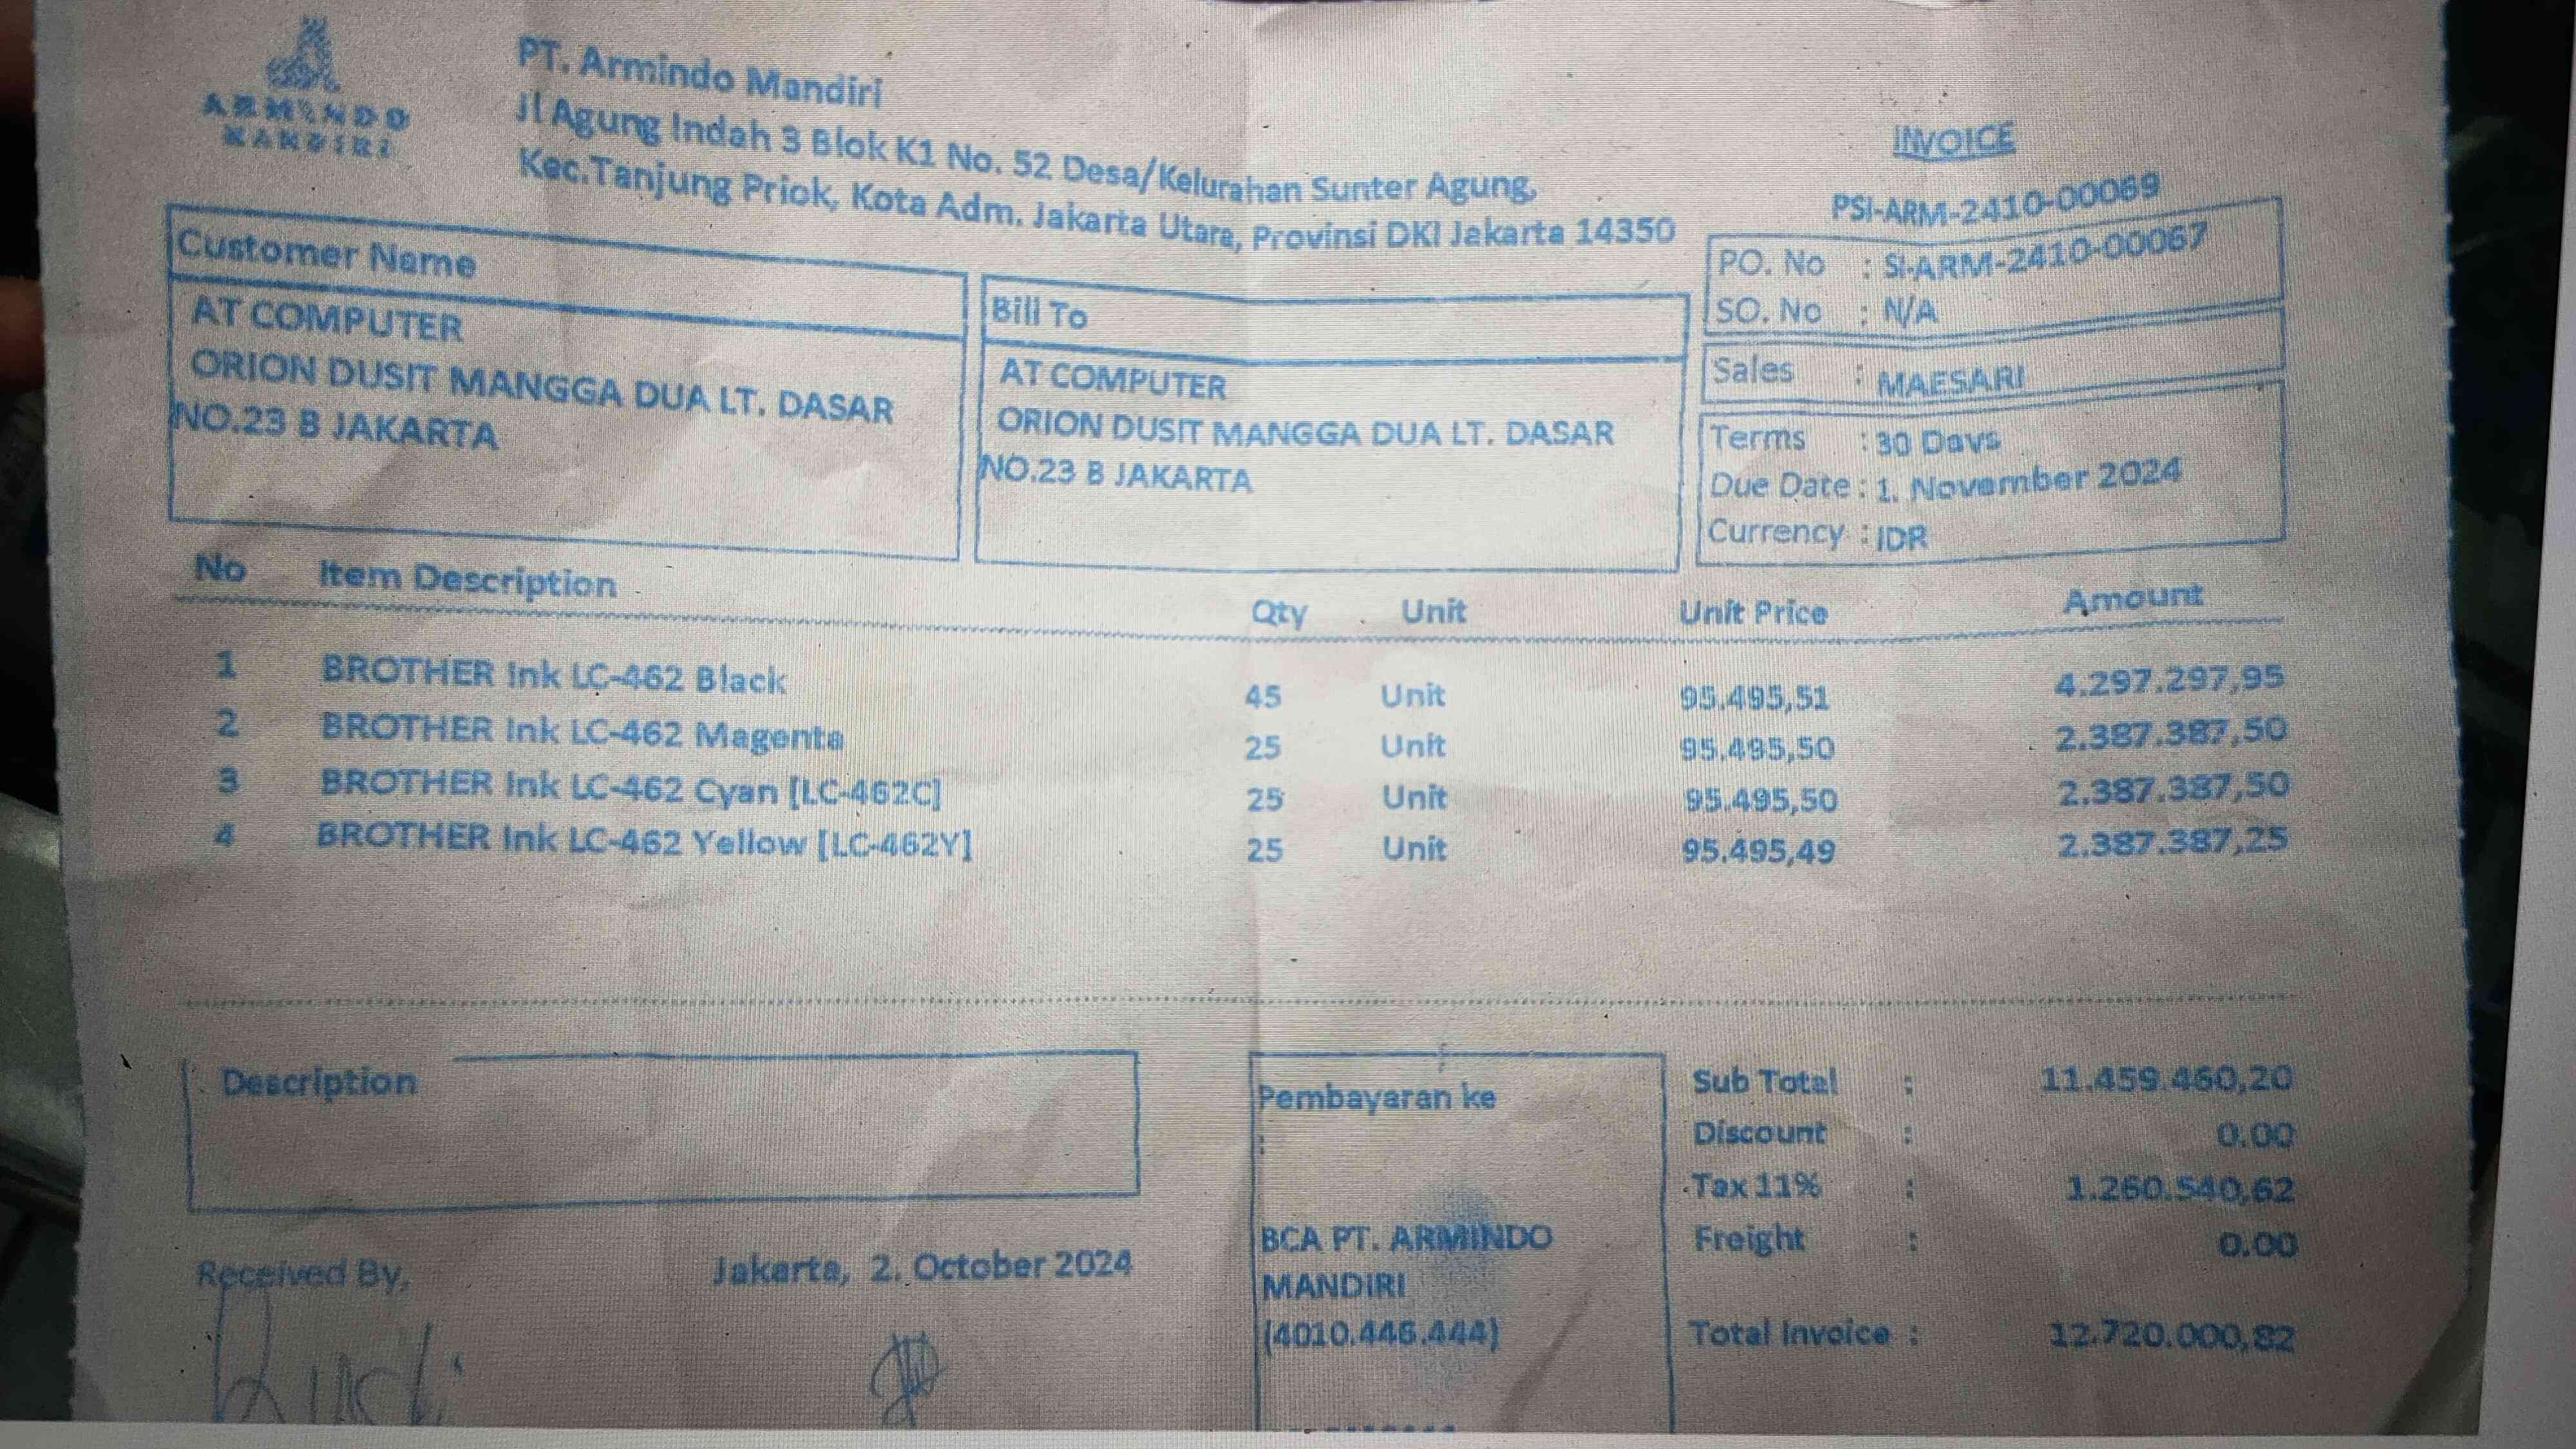 ARMINDO
MANDIRI
PT. Armindo Mandiri
Jl Agung Indah 3 Blok K1 No. 52 Desa/Kelurahan Sunter Agung,
Kec.Tanjung Priok, Kota Adm. Jakarta Utara, Provinsi DKI Jakarta 14350
INVOICE
PSI-ARM-2410-00069
PO. No : SI-ARM-2410-00067
SO. No : N/A
Sales : MAESARI
Terms : 30 Days
Due Date : 1. November 2024
Currency : IDR
Customer Name
AT COMPUTER
ORION DUSIT MANGGA DUA LT. DASAR
NO.23 B JAKARTA
Bill To
AT COMPUTER
ORION DUSIT MANGGA DUA LT. DASAR
NO.23 B JAKARTA
No Item Description Qty Unit Unit Price Amount
1 BROTHER Ink LC-462 Black 45 Unit 95.495,51 4.297.297,95
2 BROTHER Ink LC-462 Magenta 25 Unit 95.495,50 2.387.387,50
3 BROTHER Ink LC-462 Cyan [LC-462C] 25 Unit 95.495,50 2.387.387,50
4 BROTHER Ink LC-462 Yellow [LC-462Y] 25 Unit 95.495,49 2.387.387,25
Description
Pembayaran ke
:
BCA PT. ARMINDO
MANDIRI
(4010.446.444)
Sub Total : 11.459.460,20
Discount : 0.00
Tax 11% : 1.260.540,62
Freight : 0.00
Total Invoice : 12.720.000,82
Received By,
Jakarta, 2. October 2024